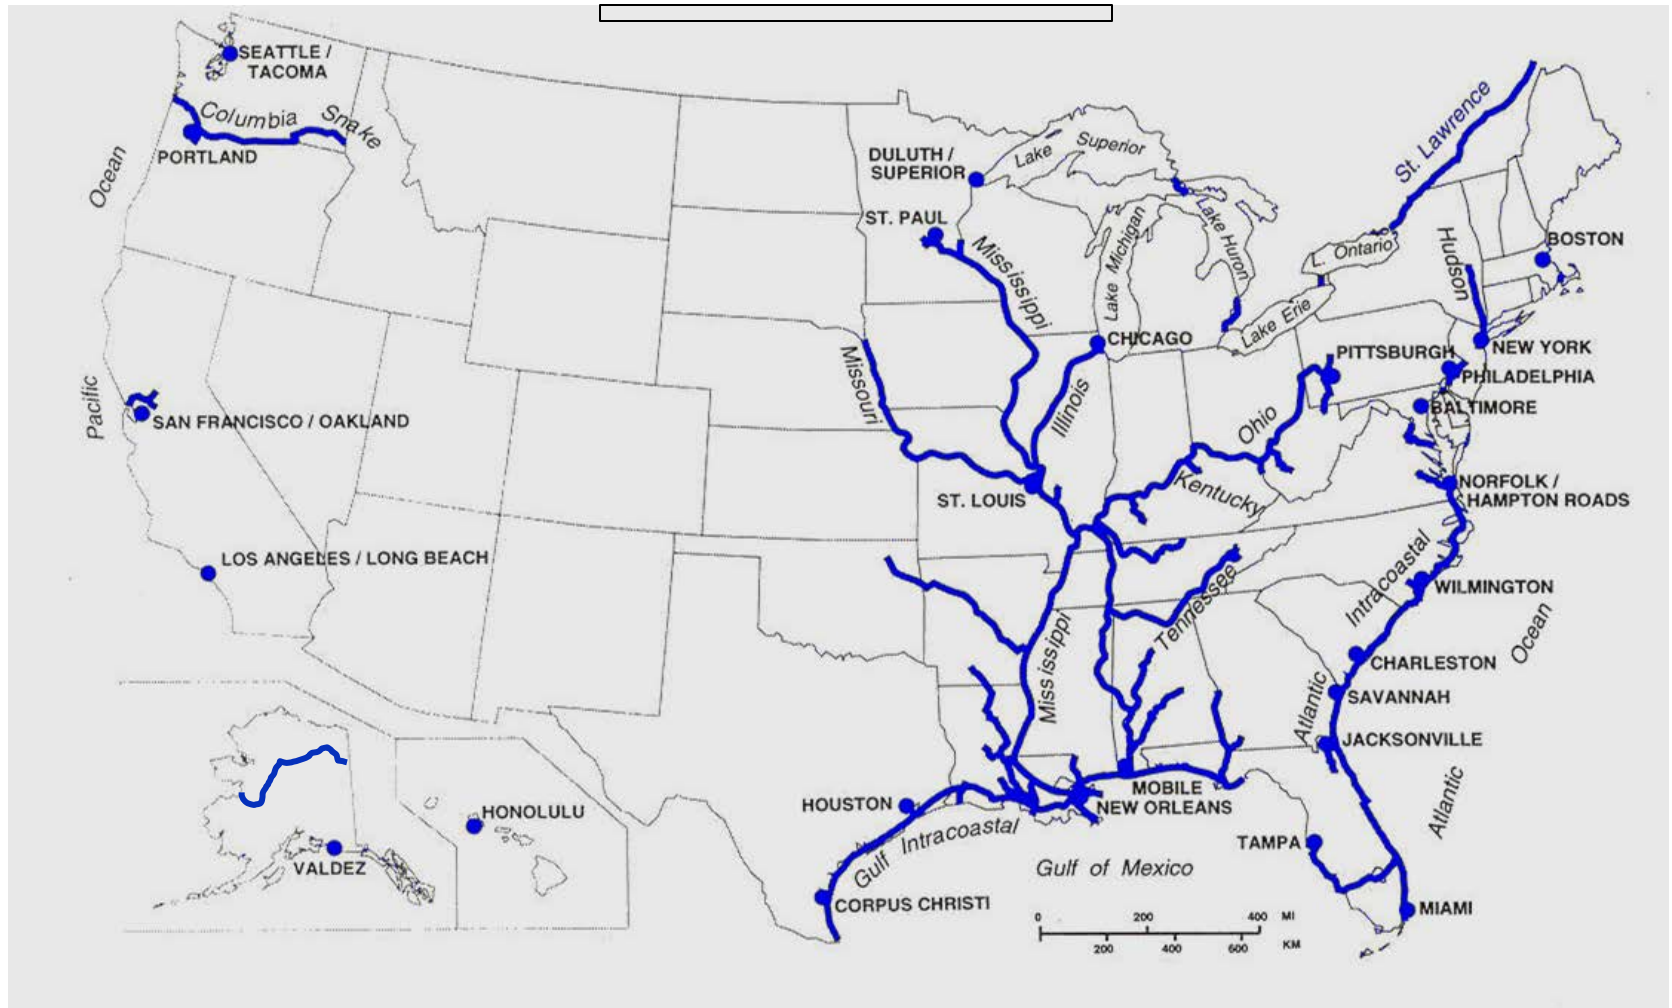 SEATTLE /
TACOMA
Columbia
Snake
PORTLAND
Ocean
Pacific
SAN FRANCISCO / OAKLAND
LOS ANGELES / LONG BEACH
DULUTH /
SUPERIOR
Lake Superior
ST. PAUL
Mississippi
Lake Michigan
Lake Huron
L. Ontario
Lake Erie
St. Lawrence
Hudson
BOSTON
CHICAGO
NEW YORK
PITTSBURGH
PHILADELPHIA
BALTIMORE
Missouri
Illinois
Ohio
Kentucky
ST. LOUIS
NORFOLK /
HAMPTON ROADS
Intracoastal
WILMINGTON
Tennessee
Mississippi
Ocean
CHARLESTON
Atlantic
SAVANNAH
JACKSONVILLE
Atlantic
MOBILE
NEW ORLEANS
HOUSTON
Gulf Intracoastal
HONOLULU
VALDEZ
TAMPA
Gulf of Mexico
CORPUS CHRISTI
MIAMI
0 200 400 MI
200 400 600 KM